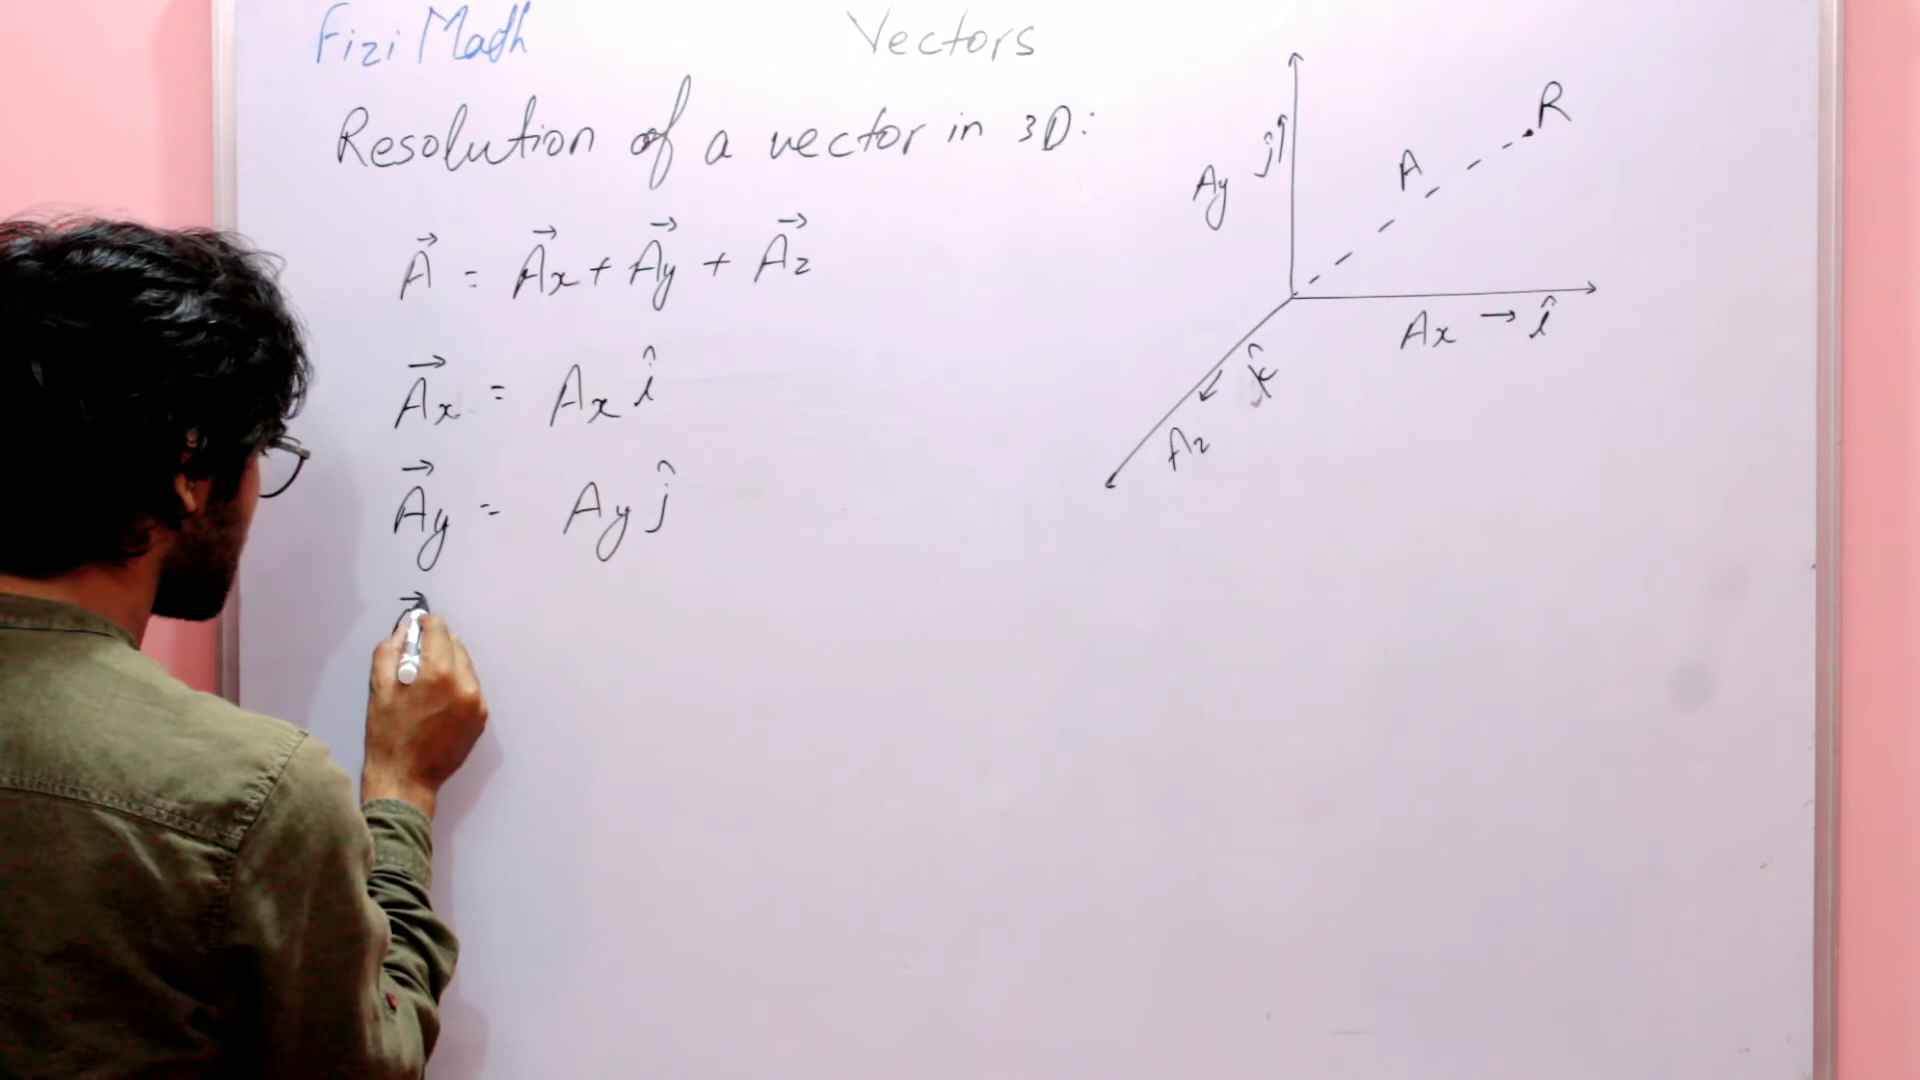 Fizi Math
Vectors
Resolution of a vector in 3D:
A⃗ = A⃗x + A⃗y + A⃗z
A⃗x = Ax î
A⃗y = Ay ĵ
R
A
Ay ĵ↑
Ax → î
k̂ ↙
Az